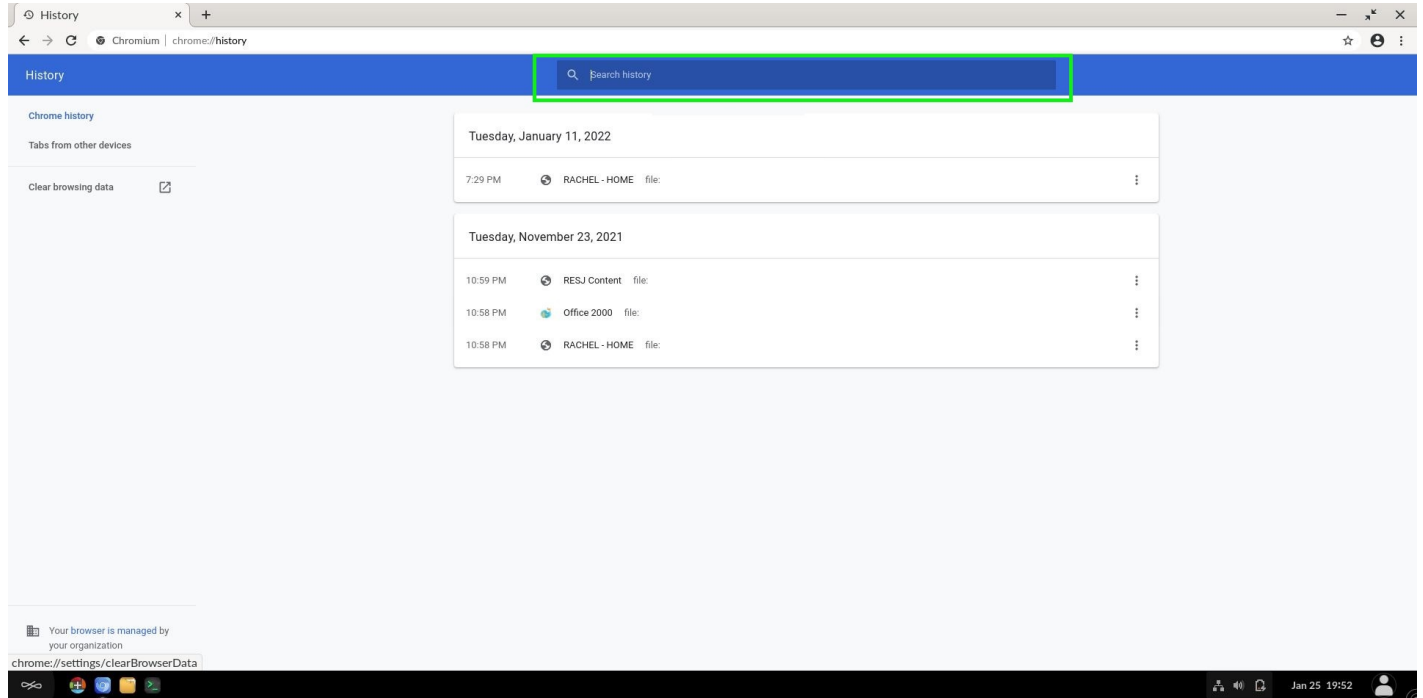 History
Chromium | chrome://history
History
Search history
Chrome history
Tabs from other devices
Clear browsing data
Tuesday, January 11, 2022
7:29 PM RACHEL - HOME file:
Tuesday, November 23, 2021
10:59 PM RESJ Content file:
10:58 PM Office 2000 file:
10:58 PM RACHEL - HOME file:
Your browser is managed by
your organization
chrome://settings/clearBrowserData
Jan 25 19:52